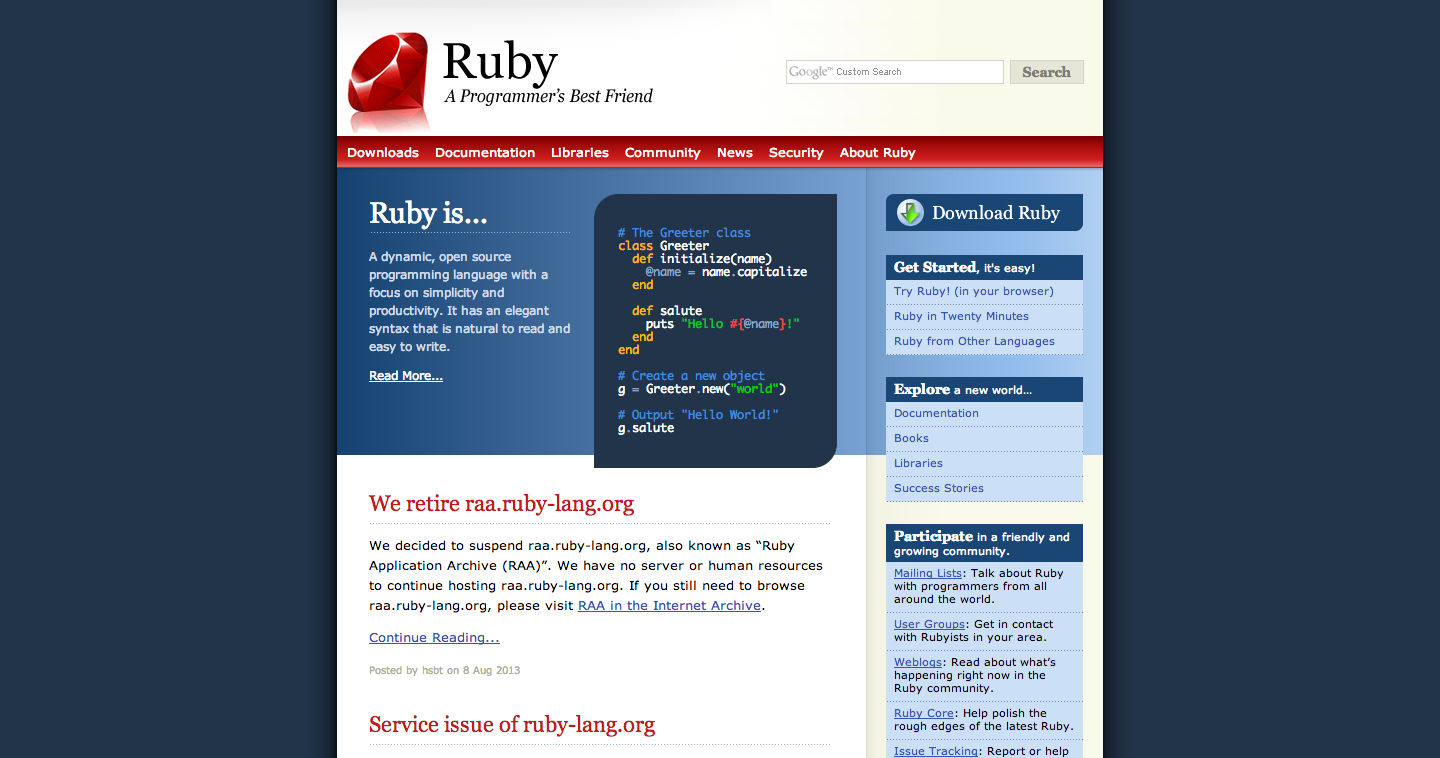 Ruby
A Programmer's Best Friend
Google™ Custom Search
Search
Downloads Documentation Libraries Community News Security About Ruby
Ruby is...
A dynamic, open source
programming language with a
focus on simplicity and
productivity. It has an elegant
syntax that is natural to read and
easy to write.
Read More...
# The Greeter class
class Greeter
  def initialize(name)
    @name = name.capitalize
  end

  def salute
    puts "Hello #{@name}!"
  end
end

# Create a new object
g = Greeter.new("world")

# Output "Hello World!"
g.salute
We retire raa.ruby-lang.org
We decided to suspend raa.ruby-lang.org, also known as “Ruby
Application Archive (RAA)”. We have no server or human resources
to continue hosting raa.ruby-lang.org. If you still need to browse
raa.ruby-lang.org, please visit RAA in the Internet Archive.
Continue Reading...
Posted by hsbt on 8 Aug 2013
Service issue of ruby-lang.org
Download Ruby
Get Started, it's easy!
Try Ruby! (in your browser)
Ruby in Twenty Minutes
Ruby from Other Languages
Explore a new world...
Documentation
Books
Libraries
Success Stories
Participate in a friendly and
growing community.
Mailing Lists: Talk about Ruby
with programmers from all
around the world.
User Groups: Get in contact
with Rubyists in your area.
Weblogs: Read about what’s
happening right now in the
Ruby community.
Ruby Core: Help polish the
rough edges of the latest Ruby.
Issue Tracking: Report or help